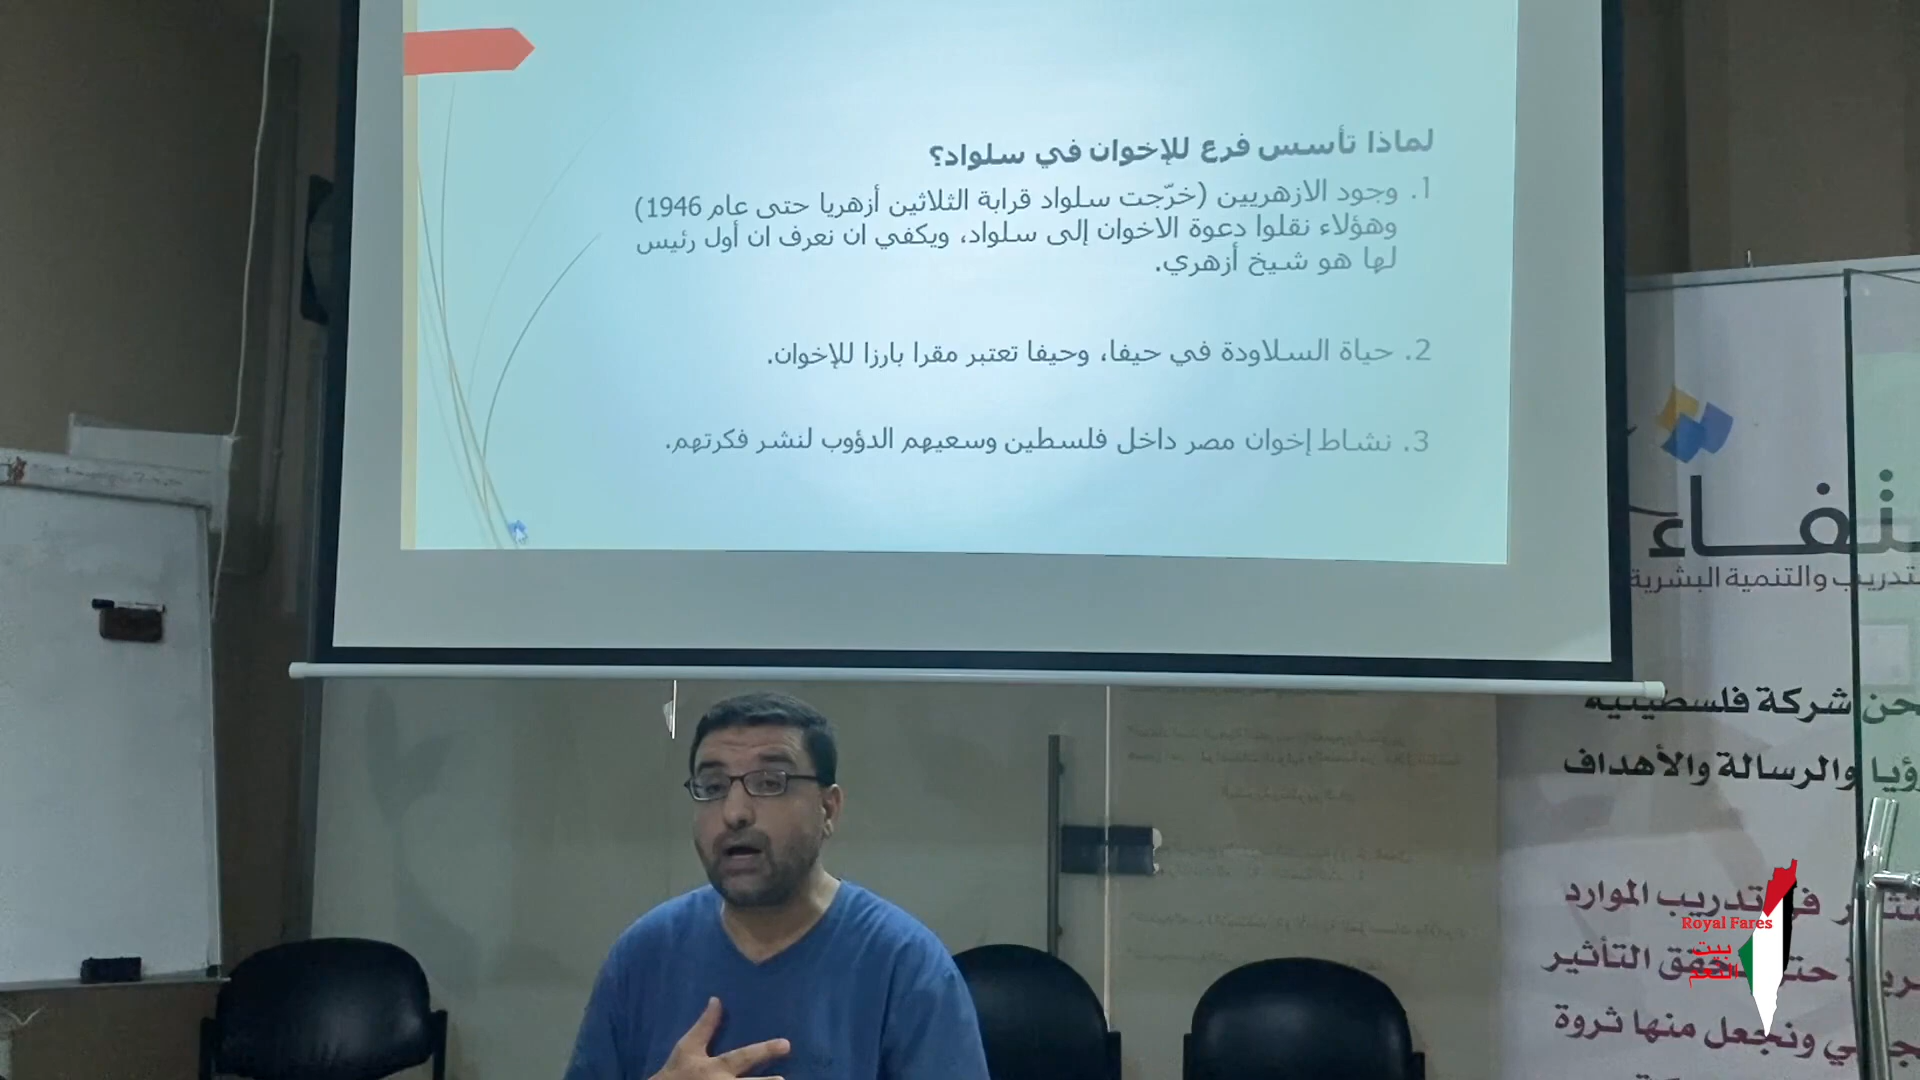 لماذا تأسس فرع للإخوان في سلواد؟
1. وجود الازهريين (خرّجت سلواد قرابة الثلاثين أزهريا حتى عام 1946)
وهؤلاء نقلوا دعوة الاخوان إلى سلواد، ويكفي ان نعرف ان أول رئيس
لها هو شيخ أزهري.
2. حياة السلاودة في حيفا، وحيفا تعتبر مقرا بارزا للإخوان.
3. نشاط إخوان مصر داخل فلسطين وسعيهم الدؤوب لنشر فكرتهم.
والتنمية البشرية
شركة فلسطينية
والرسالة والأهداف
تدريب الموارد
التأثير
ونجعل منها ثروة
Royal Fares
بيت
النغم